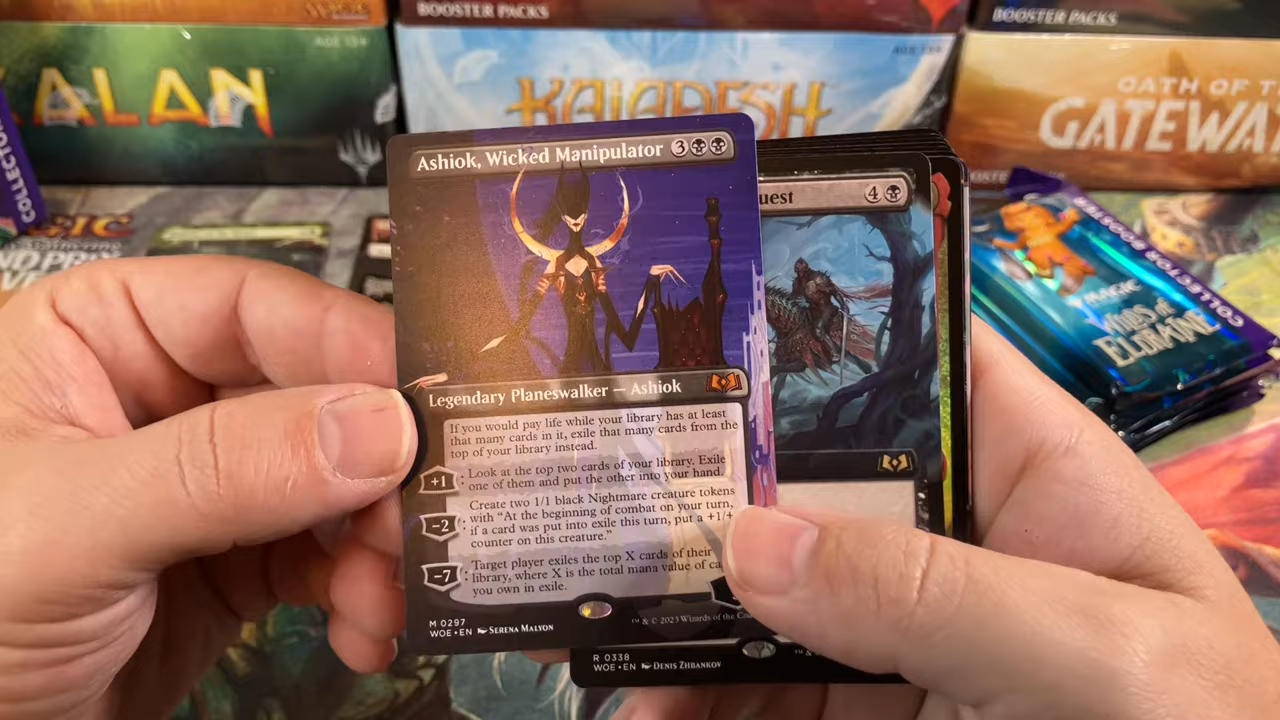 BOOSTER PACKS
BOOSTER PACKS
ALAN
KALADESH
OATH OF
GATEWA
COLLECTOR
Ashiok, Wicked Manipulator 3
uest 4
Legendary Planeswalker — Ashiok
If you would pay life while your library has at least
that many cards in it, exile that many cards from the
top of your library instead.
+1: Look at the top two cards of your library. Exile
one of them and put the other into your hand.
−2: Create two 1/1 black Nightmare creature tokens
with “At the beginning of combat on your turn,
if a card was put into exile this turn, put a +1/+
counter on this creature.”
−7: Target player exiles the top X cards of their
library, where X is the total mana value of ca
you own in exile.
M 0297
WOE • EN SERENA MALYON
™ & © 2023 Wizards of the Coa
R 0338
WOE • EN DENIS ZHBANKOV
™ &
COLLECTOR BOOSTER
MAGIC
WILDS of
ELDRAINE